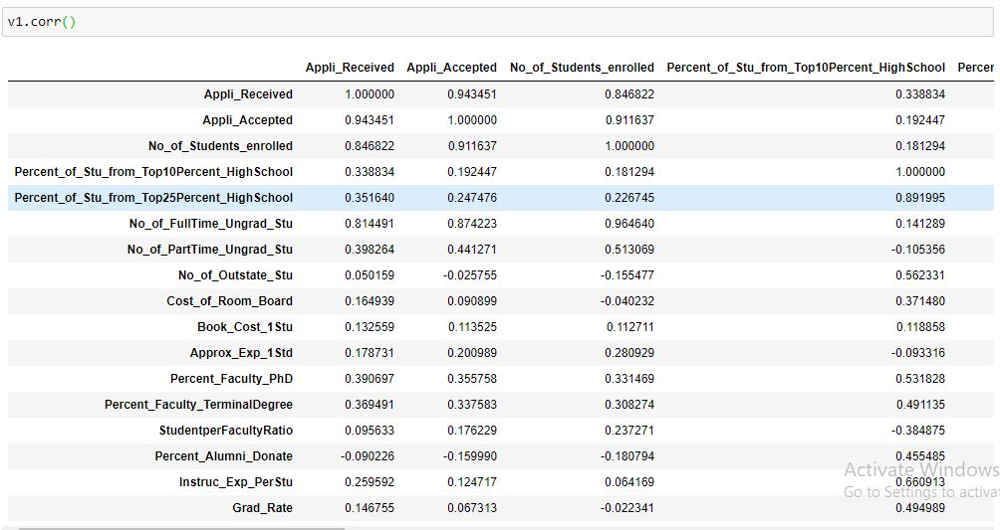 v1.corr()
Appli_Received Appli_Accepted No_of_Students_enrolled Percent_of_Stu_from_Top10Percent_HighSchool Percer
Appli_Received 1.000000 0.943451 0.846822 0.338834
Appli_Accepted 0.943451 1.000000 0.911637 0.192447
No_of_Students_enrolled 0.846822 0.911637 1.000000 0.181294
Percent_of_Stu_from_Top10Percent_HighSchool 0.338834 0.192447 0.181294 1.000000
Percent_of_Stu_from_Top25Percent_HighSchool 0.351640 0.247476 0.226745 0.891995
No_of_FullTime_Ungrad_Stu 0.814491 0.874223 0.964640 0.141289
No_of_PartTime_Ungrad_Stu 0.398264 0.441271 0.513069 -0.105356
No_of_Outstate_Stu 0.050159 -0.025755 -0.155477 0.562331
Cost_of_Room_Board 0.164939 0.090899 -0.040232 0.371480
Book_Cost_1Stu 0.132559 0.113525 0.112711 0.118858
Approx_Exp_1Std 0.178731 0.200989 0.280929 -0.093316
Percent_Faculty_PhD 0.390697 0.355758 0.331469 0.531828
Percent_Faculty_TerminalDegree 0.369491 0.337583 0.308274 0.491135
StudentperFacultyRatio 0.095633 0.176229 0.237271 -0.384875
Percent_Alumni_Donate -0.090226 -0.159990 -0.180794 0.455485
Activate Windows
Instruc_Exp_PerStu 0.259592 0.124717 0.064169 0.660913
Go to Settings to activa
Grad_Rate 0.146755 0.067313 -0.022341 0.494989